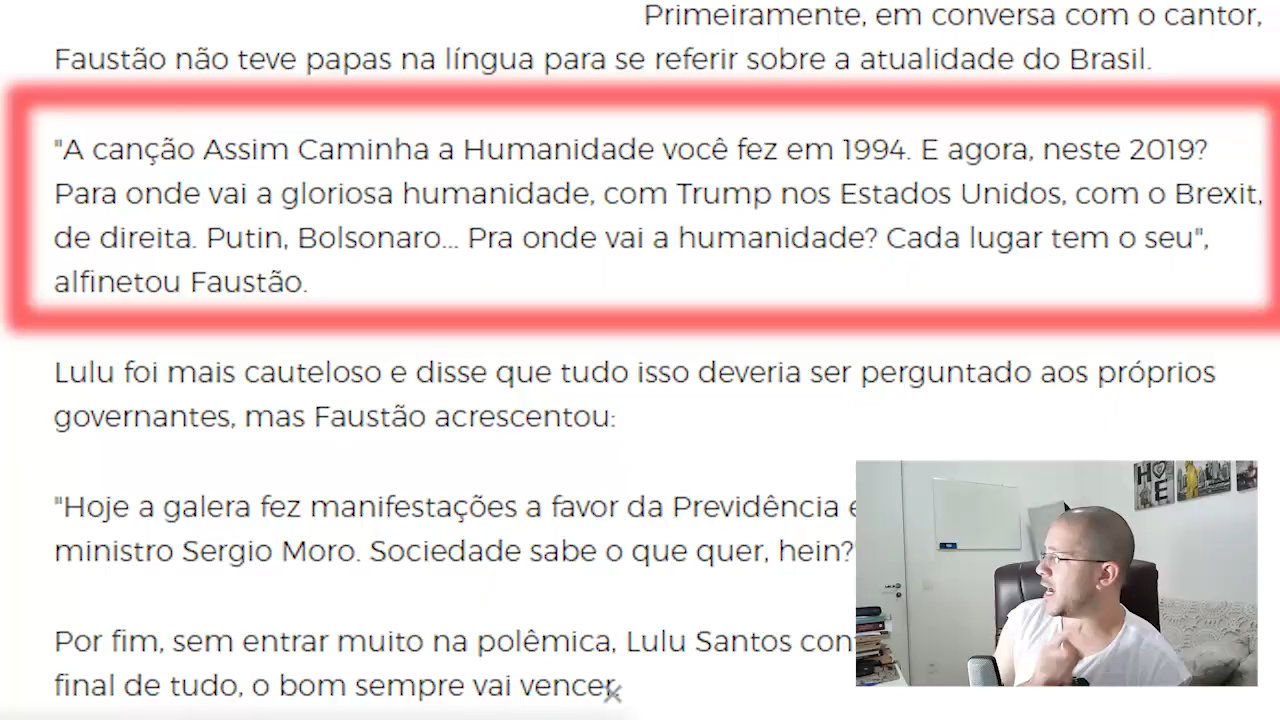 Primeiramente, em conversa com o cantor,
Faustão não teve papas na língua para se referir sobre a atualidade do Brasil.
"A canção Assim Caminha a Humanidade você fez em 1994. E agora, neste 2019?
Para onde vai a gloriosa humanidade, com Trump nos Estados Unidos, com o Brexit,
de direita. Putin, Bolsonaro... Pra onde vai a humanidade? Cada lugar tem o seu",
alfinetou Faustão.
Lulu foi mais cauteloso e disse que tudo isso deveria ser perguntado aos próprios
governantes, mas Faustão acrescentou:
"Hoje a galera fez manifestações a favor da Previdência e
ministro Sergio Moro. Sociedade sabe o que quer, hein?"
Por fim, sem entrar muito na polêmica, Lulu Santos
final de tudo, o bom sempre vai vencer.
HOE